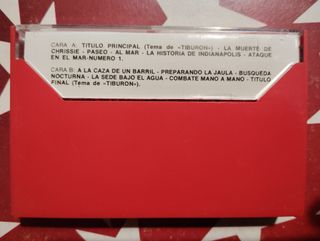 CARA A: TITULO PRINCIPAL (Tema de «TIBURON») - LA MUERTE DE
CHRISSIE - PASEO - AL MAR - LA HISTORIA DE INDIANAPOLIS - ATAQUE
EN EL MAR-NUMERO 1.
CARA B: A LA CAZA DE UN BARRIL - PREPARANDO LA JAULA - BUSQUEDA
NOCTURNA - LA SEDE BAJO EL AGUA - COMBATE MANO A MANO - TITULO
FINAL (Tema de «TIBURON»).